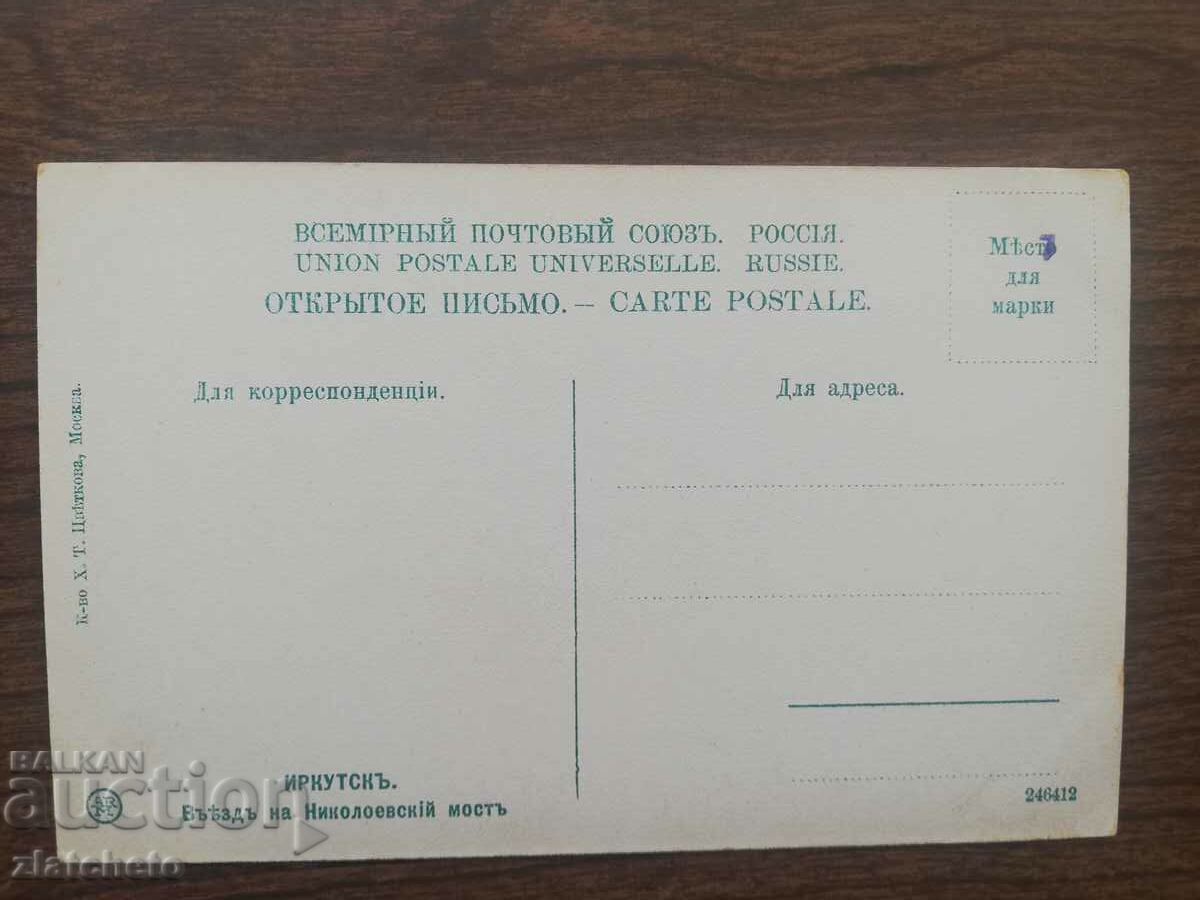 ВСЕМІРНЫЙ ПОЧТОВЫЙ СОЮЗЪ. РОССІЯ.
UNION POSTALE UNIVERSELLE. RUSSIE.
ОТКРЫТОЕ ПИСЬМО. — CARTE POSTALE.
Мѣсто
для
марки
Для корреспонденціи.
Для адреса.
К-во Х. Т. Цвѣткова, Москва.
ИРКУТСКЪ.
Въѣздъ на Николоевскій мостъ
246412
BALKAN
auction
zlatcheto